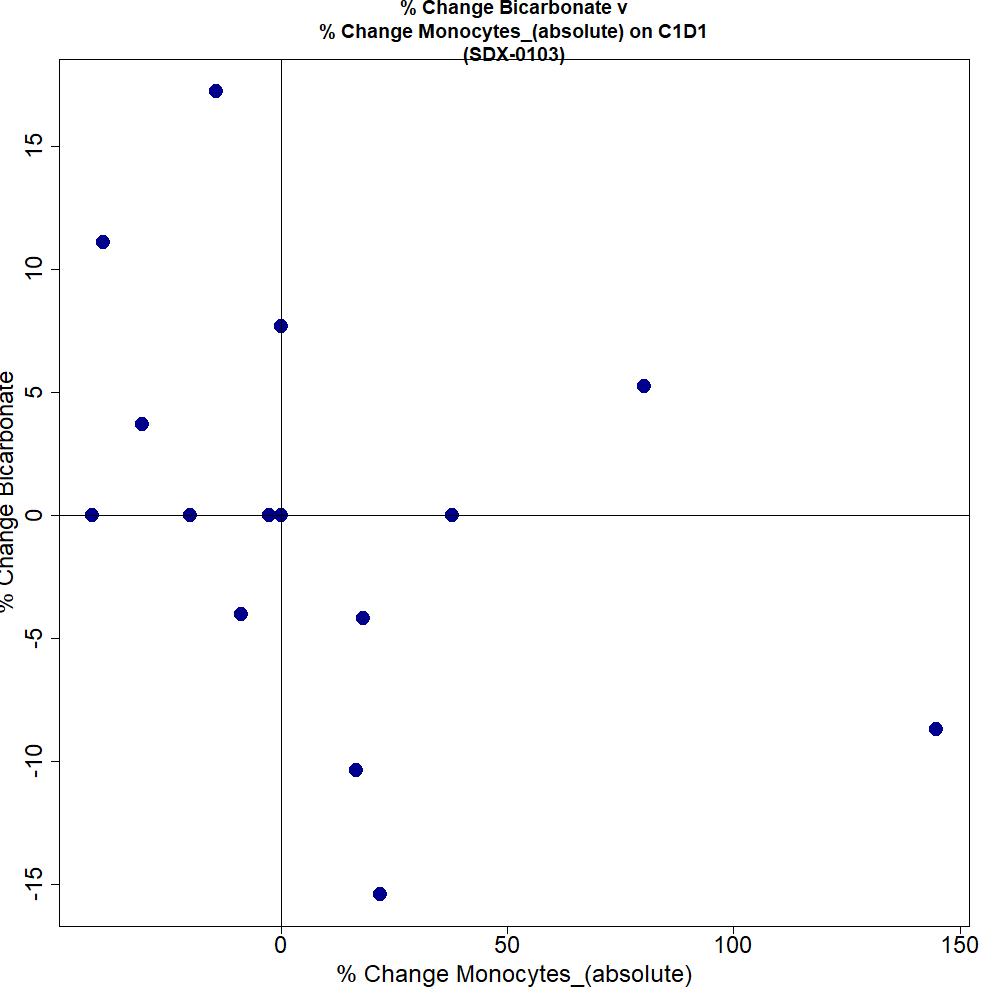 % Change Bicarbonate v
% Change Monocytes_(absolute) on C1D1
(SDX-0103)
% Change Bicarbonate
15
10
5
0
-5
-10
-15
0
50
100
150
% Change Monocytes_(absolute)